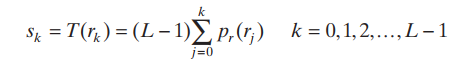 s_k = T(r_k) = (L − 1) ∑_{j=0}^{k} p_r(r_j)    k = 0, 1, 2, …, L − 1